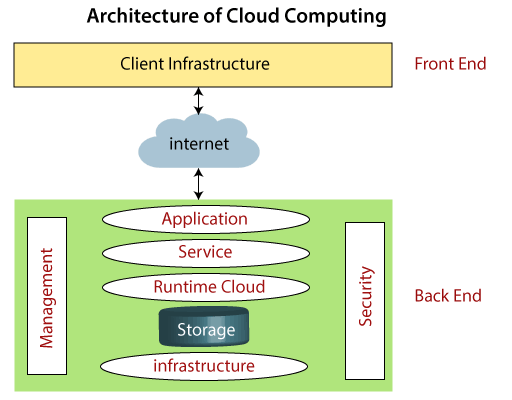 Architecture of Cloud Computing
Client Infrastructure
Front End
internet
Application
Service
Runtime Cloud
Storage
infrastructure
Management
Security
Back End